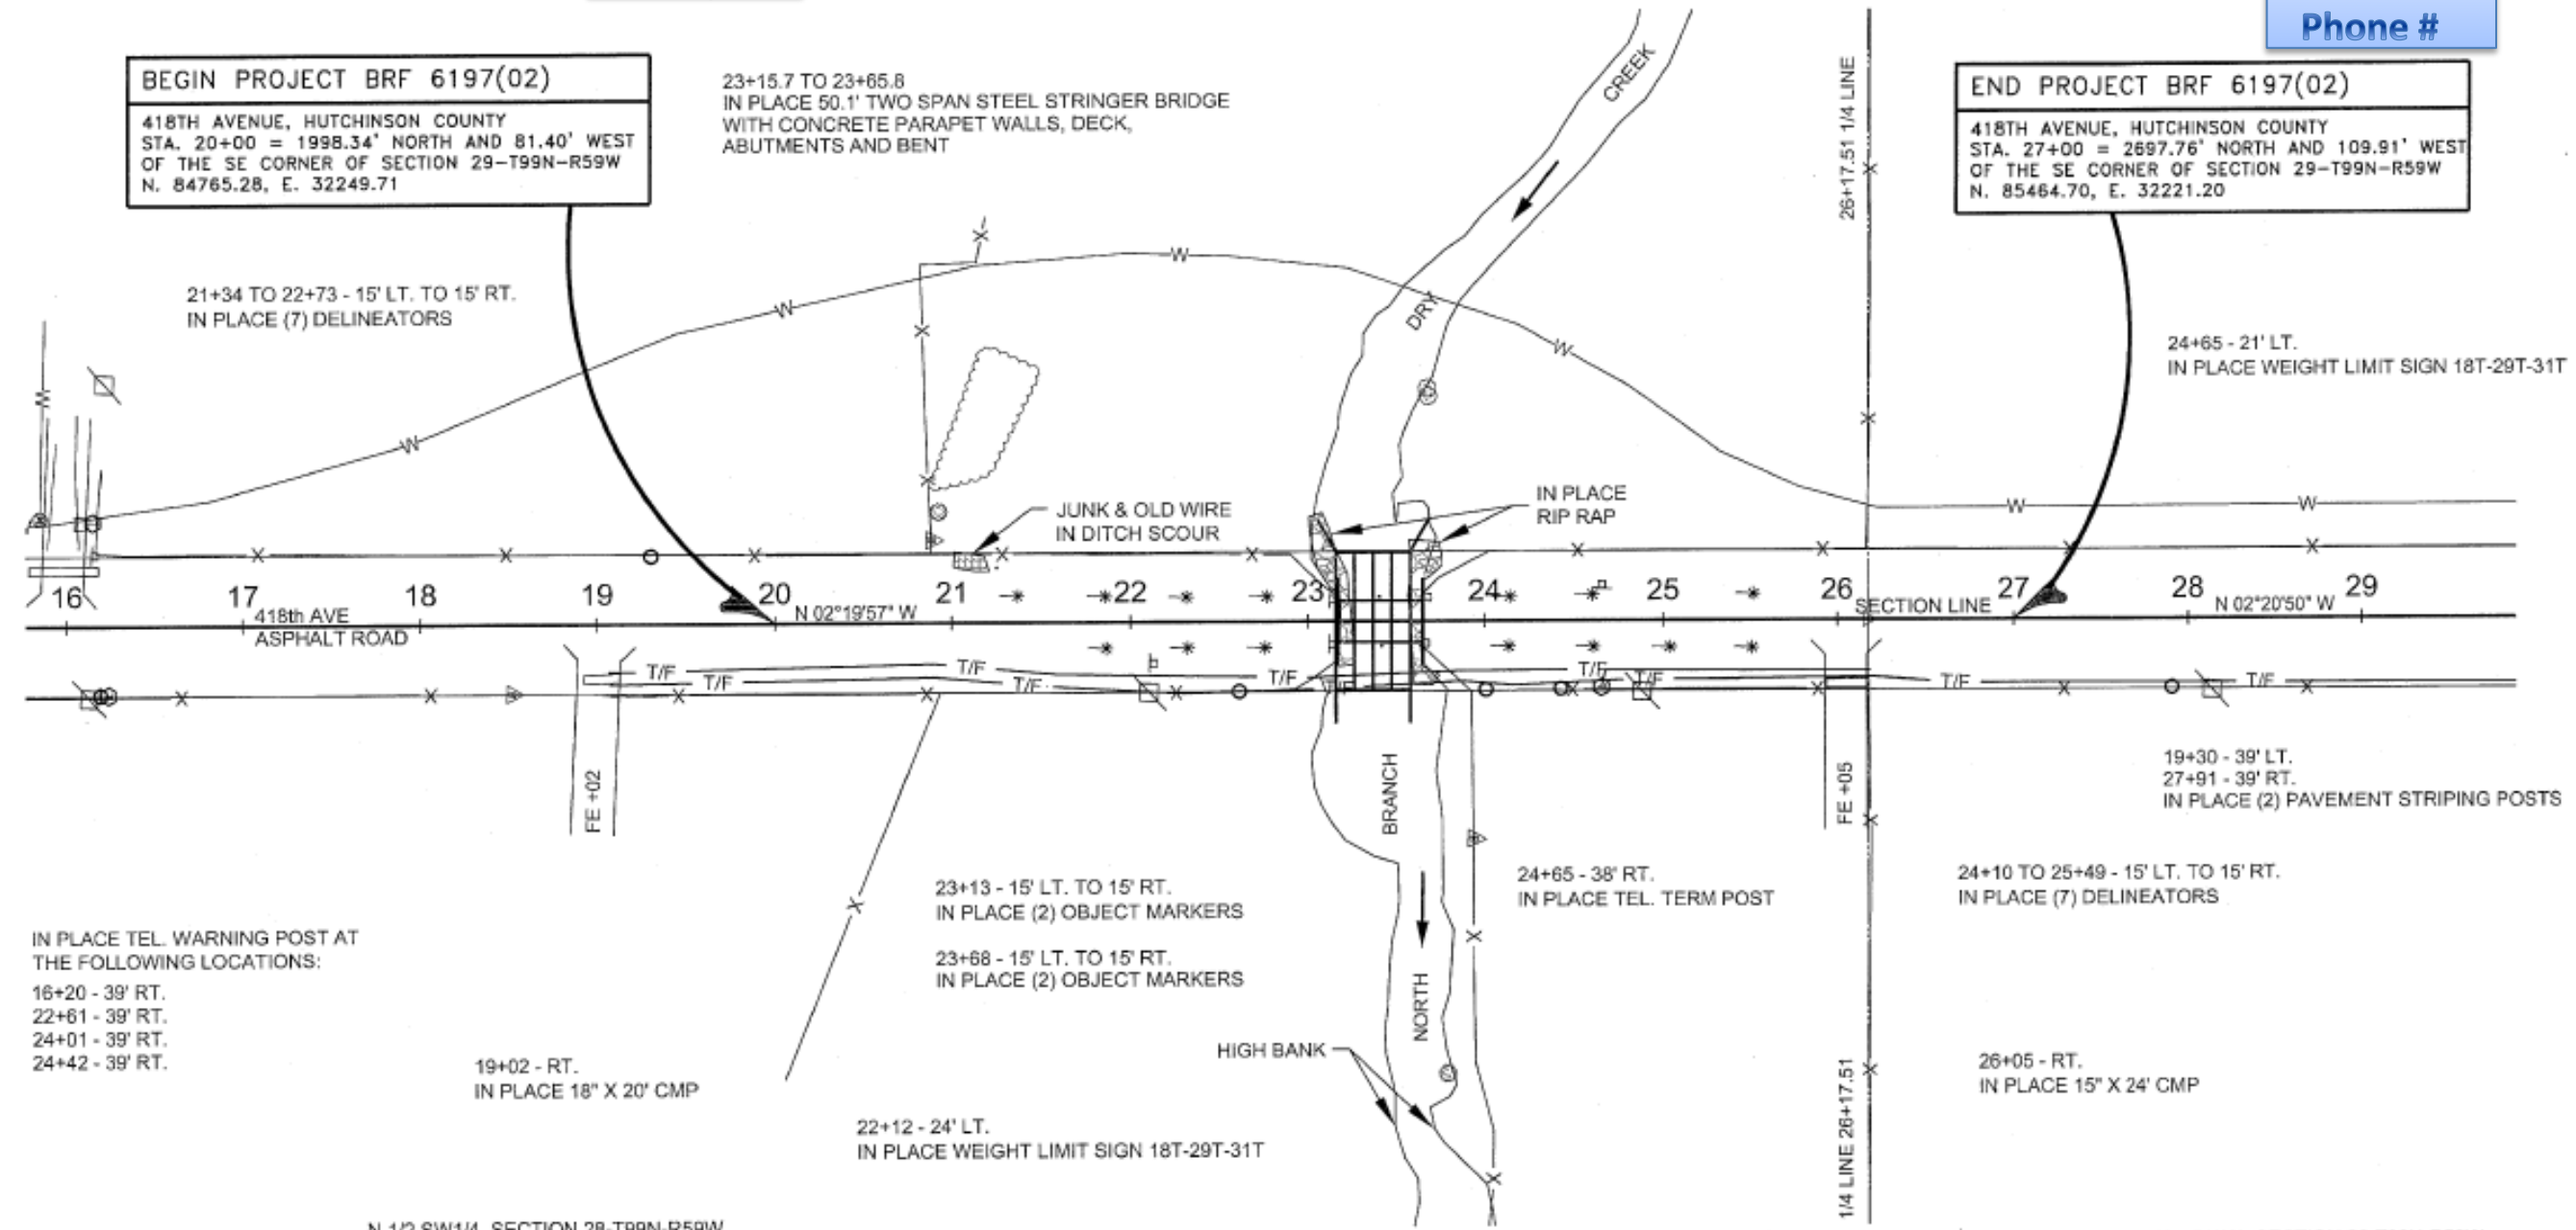 Phone #
BEGIN PROJECT BRF 6197(02)
418TH AVENUE, HUTCHINSON COUNTY
STA. 20+00 = 1998.34' NORTH AND 81.40' WEST
OF THE SE CORNER OF SECTION 29-T99N-R59W
N. 84765.28, E. 32249.71
23+15.7 TO 23+65.8
IN PLACE 50.1' TWO SPAN STEEL STRINGER BRIDGE
WITH CONCRETE PARAPET WALLS, DECK,
ABUTMENTS AND BENT
CREEK
26+17.51 1/4 LINE
END PROJECT BRF 6197(02)
418TH AVENUE, HUTCHINSON COUNTY
STA. 27+00 = 2697.76' NORTH AND 109.91' WEST
OF THE SE CORNER OF SECTION 29-T99N-R59W
N. 85464.70, E. 32221.20
21+34 TO 22+73 - 15' LT. TO 15' RT.
IN PLACE (7) DELINEATORS
DRY
24+65 - 21' LT.
IN PLACE WEIGHT LIMIT SIGN 18T-29T-31T
W
W
W
W
W
W
W
JUNK & OLD WIRE
IN DITCH SCOUR
IN PLACE
RIP RAP
16 17 18 19 20 21 22 23 24 25 26 27 28 29
418th AVE
ASPHALT ROAD
N 02°19'57" W
SECTION LINE
N 02°20'50" W
T/F T/F T/F T/F T/F T/F T/F T/F T/F
FE +02
BRANCH
FE +05
19+30 - 39' LT.
27+91 - 39' RT.
IN PLACE (2) PAVEMENT STRIPING POSTS
23+13 - 15' LT. TO 15' RT.
IN PLACE (2) OBJECT MARKERS
24+65 - 38' RT.
IN PLACE TEL. TERM POST
24+10 TO 25+49 - 15' LT. TO 15' RT.
IN PLACE (7) DELINEATORS
IN PLACE TEL. WARNING POST AT
THE FOLLOWING LOCATIONS:
16+20 - 39' RT.
22+61 - 39' RT.
24+01 - 39' RT.
24+42 - 39' RT.
23+68 - 15' LT. TO 15' RT.
IN PLACE (2) OBJECT MARKERS
NORTH
HIGH BANK
19+02 - RT.
IN PLACE 18" X 20' CMP
26+05 - RT.
IN PLACE 15" X 24' CMP
22+12 - 24' LT.
IN PLACE WEIGHT LIMIT SIGN 18T-29T-31T
1/4 LINE 26+17.51
N 1/2 SW1/4, SECTION 28-T99N-R59W